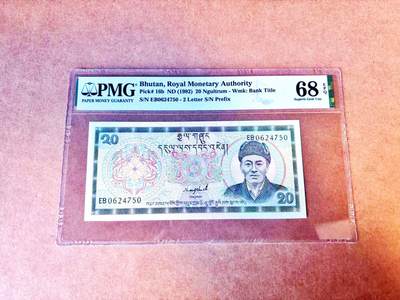 PMG
PAPER MONEY GUARANTY
Bhutan, Royal Monetary Authority
Pick# 16b ND (1992) 20 Ngultrum - Wmk: Bank Title
S/N EB0624750 - 2 Letter S/N Prefix
68 EPQ
Superb Gem Unc
20
རྒྱལ་གཞུང་
EB0624750
EB0624750
20